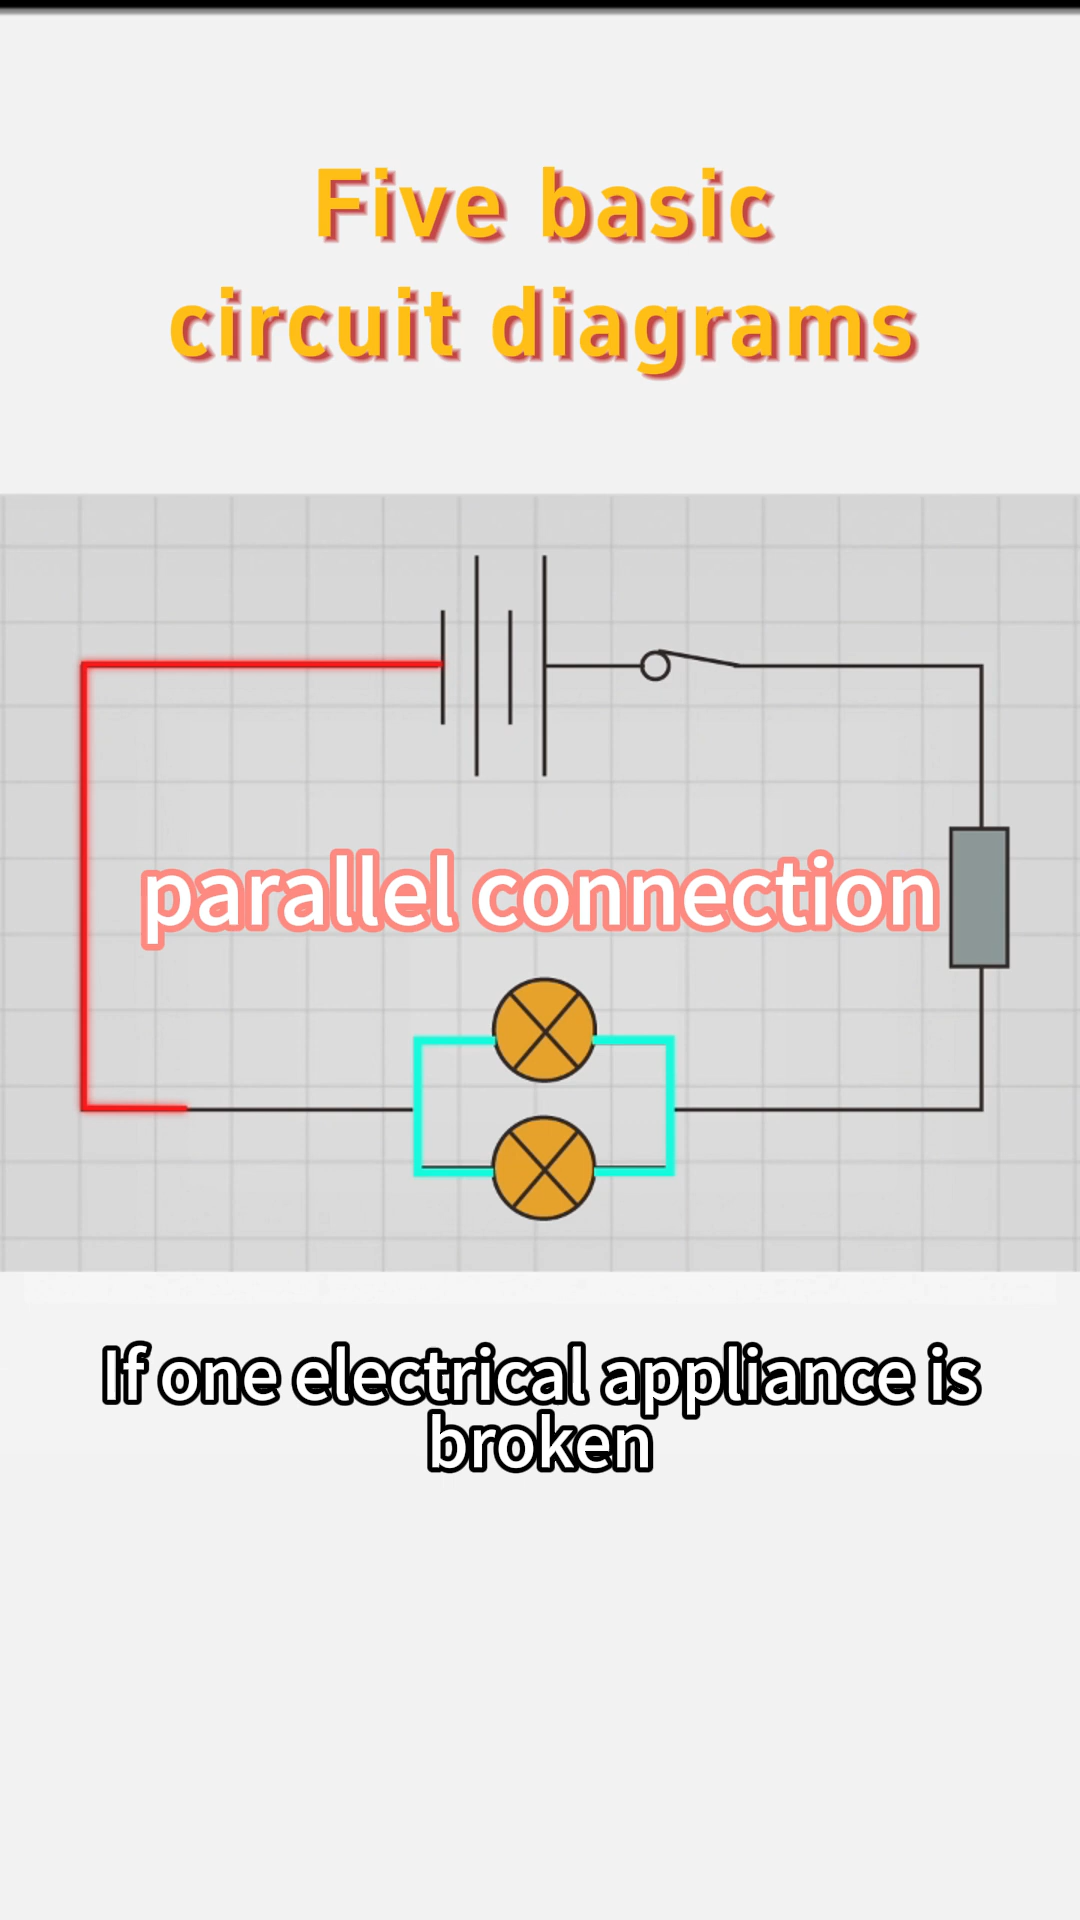 Five basic
circuit diagrams
parallel connection
If one electrical appliance is
broken